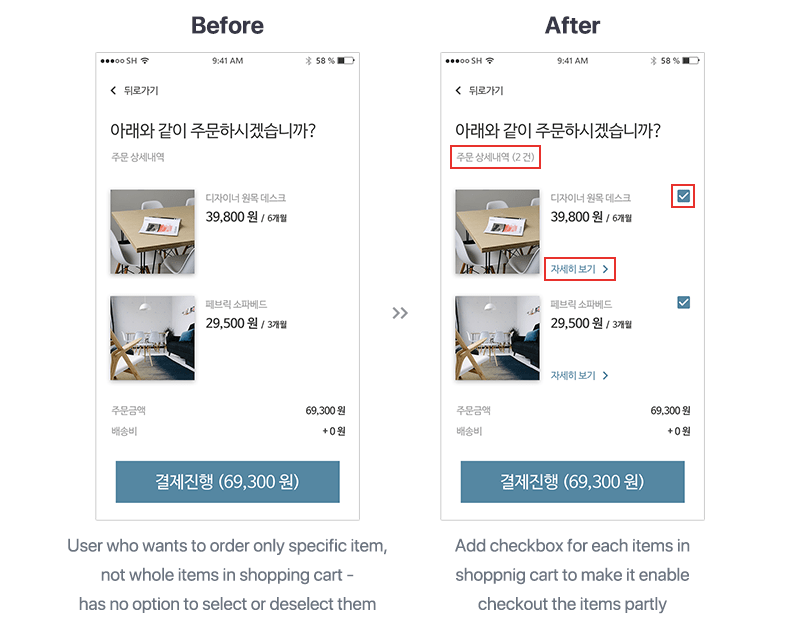 Before
After
●●●○○ SH 9:41 AM 58 %
뒤로가기
아래와 같이 주문하시겠습니까?
주문 상세내역
디자이너 원목 데스크
39,800 원 / 6개월
페브릭 소파베드
29,500 원 / 3개월
주문금액 69,300 원
배송비 + 0 원
결제진행 (69,300 원)
User who wants to order only specific item,
not whole items in shopping cart -
has no option to select or deselect them
●●●○○ SH 9:41 AM 58 %
뒤로가기
아래와 같이 주문하시겠습니까?
주문 상세내역 (2 건)
디자이너 원목 데스크
39,800 원 / 6개월
자세히 보기
페브릭 소파베드
29,500 원 / 3개월
자세히 보기
주문금액 69,300 원
배송비 + 0 원
결제진행 (69,300 원)
Add checkbox for each items in
shoppnig cart to make it enable
checkout the items partly